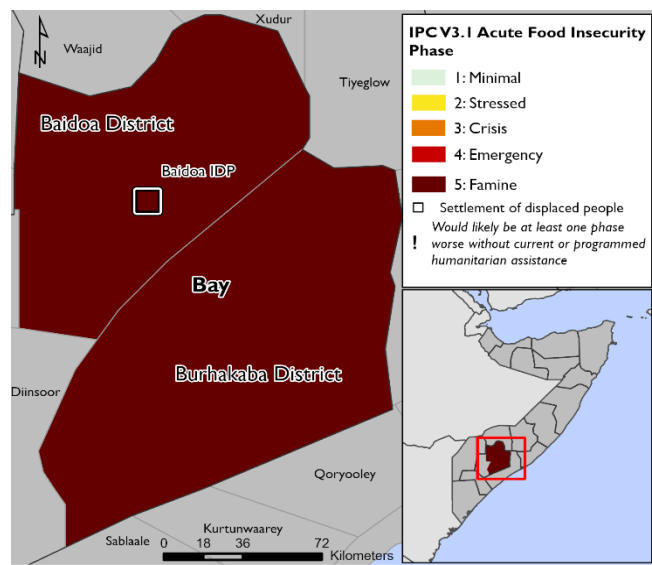 Xudur
N
Waajid
Tiyeglow
Baidoa District
Baidoa IDP
Bay
Burhakaba District
Diinsoor
Qoryooley
Kurtunwaarey
Sablaale
0 18 36 72
Kilometers
IPC V3.1 Acute Food Insecurity
Phase
1: Minimal
2: Stressed
3: Crisis
4: Emergency
5: Famine
Settlement of displaced people
Would likely be at least one phase
! worse without current or programmed
humanitarian assistance